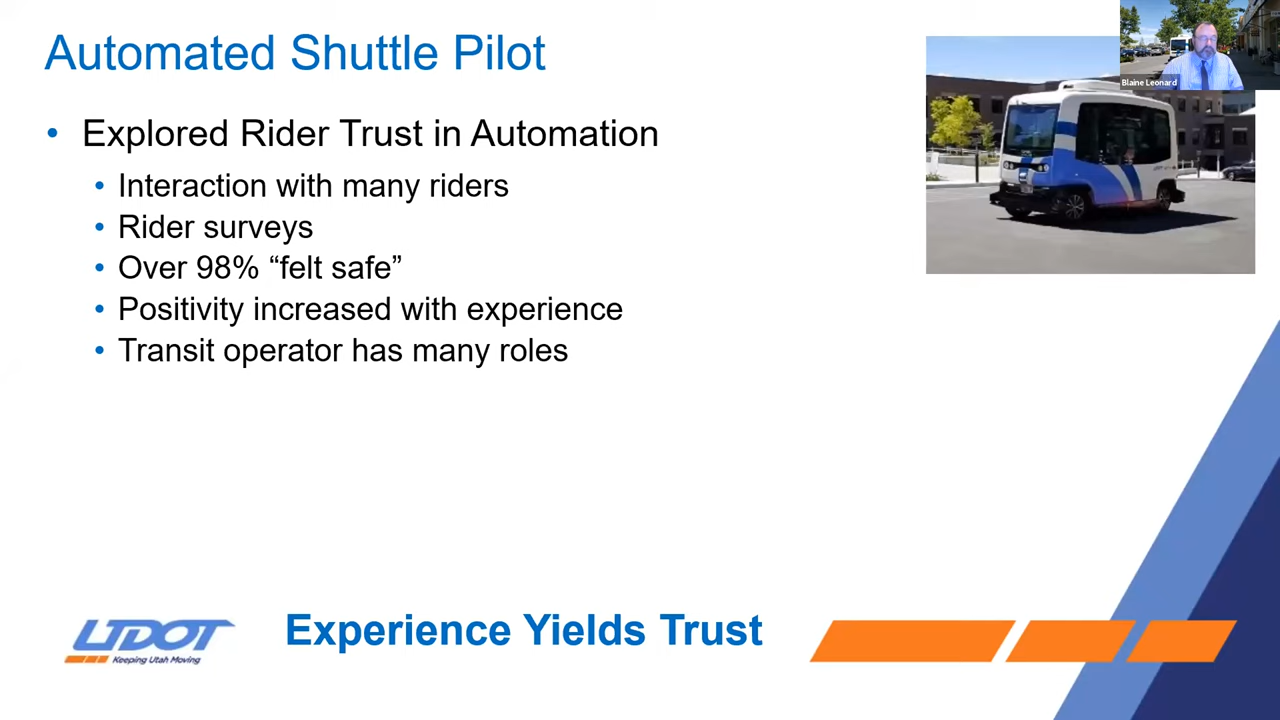 Automated Shuttle Pilot
Blaine Leonard
• Explored Rider Trust in Automation
• Interaction with many riders
• Rider surveys
• Over 98% “felt safe”
• Positivity increased with experience
• Transit operator has many roles
UDOT
Keeping Utah Moving
Experience Yields Trust